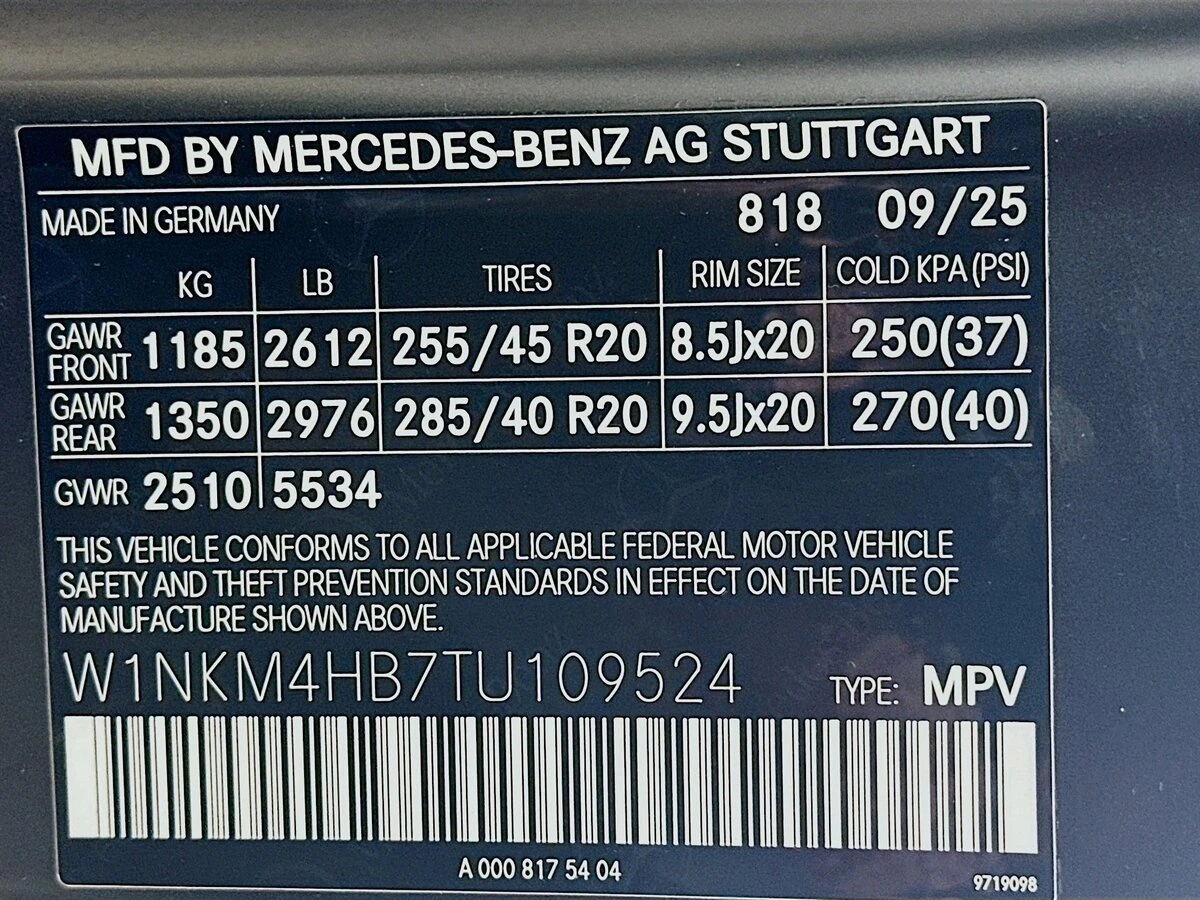 MFD BY MERCEDES-BENZ AG STUTTGART
MADE IN GERMANY 818 09/25
KG LB TIRES RIM SIZE COLD KPA (PSI)
GAWR FRONT 1185 2612 255/45 R20 8.5Jx20 250(37)
GAWR REAR 1350 2976 285/40 R20 9.5Jx20 270(40)
GVWR 2510 5534
THIS VEHICLE CONFORMS TO ALL APPLICABLE FEDERAL MOTOR VEHICLE
SAFETY AND THEFT PREVENTION STANDARDS IN EFFECT ON THE DATE OF
MANUFACTURE SHOWN ABOVE.
W1NKM4HB7TU109524 TYPE: MPV
A 000 817 54 04
9719098